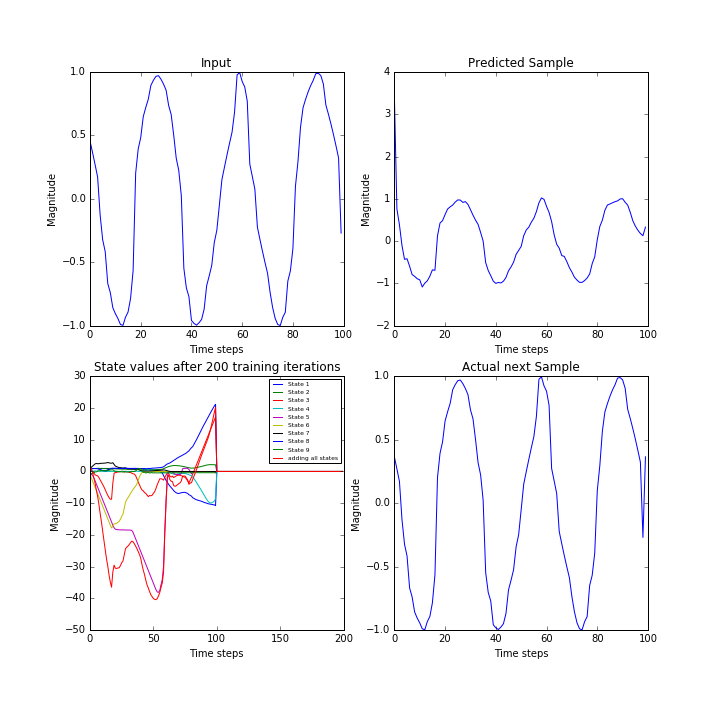 Input
Magnitude
1.0
0.5
0.0
−0.5
−1.0
0
20
40
60
80
100
Time steps
Predicted Sample
Magnitude
4
3
2
1
0
−1
−2
0
20
40
60
80
100
Time steps
State values after 200 training iterations
Magnitude
30
20
10
0
−10
−20
−30
−40
−50
0
50
100
150
200
Time steps
State 1
State 2
State 3
State 4
State 5
State 6
State 7
State 8
State 9
adding all states
Actual next Sample
Magnitude
1.0
0.5
0.0
−0.5
−1.0
0
20
40
60
80
100
Time steps